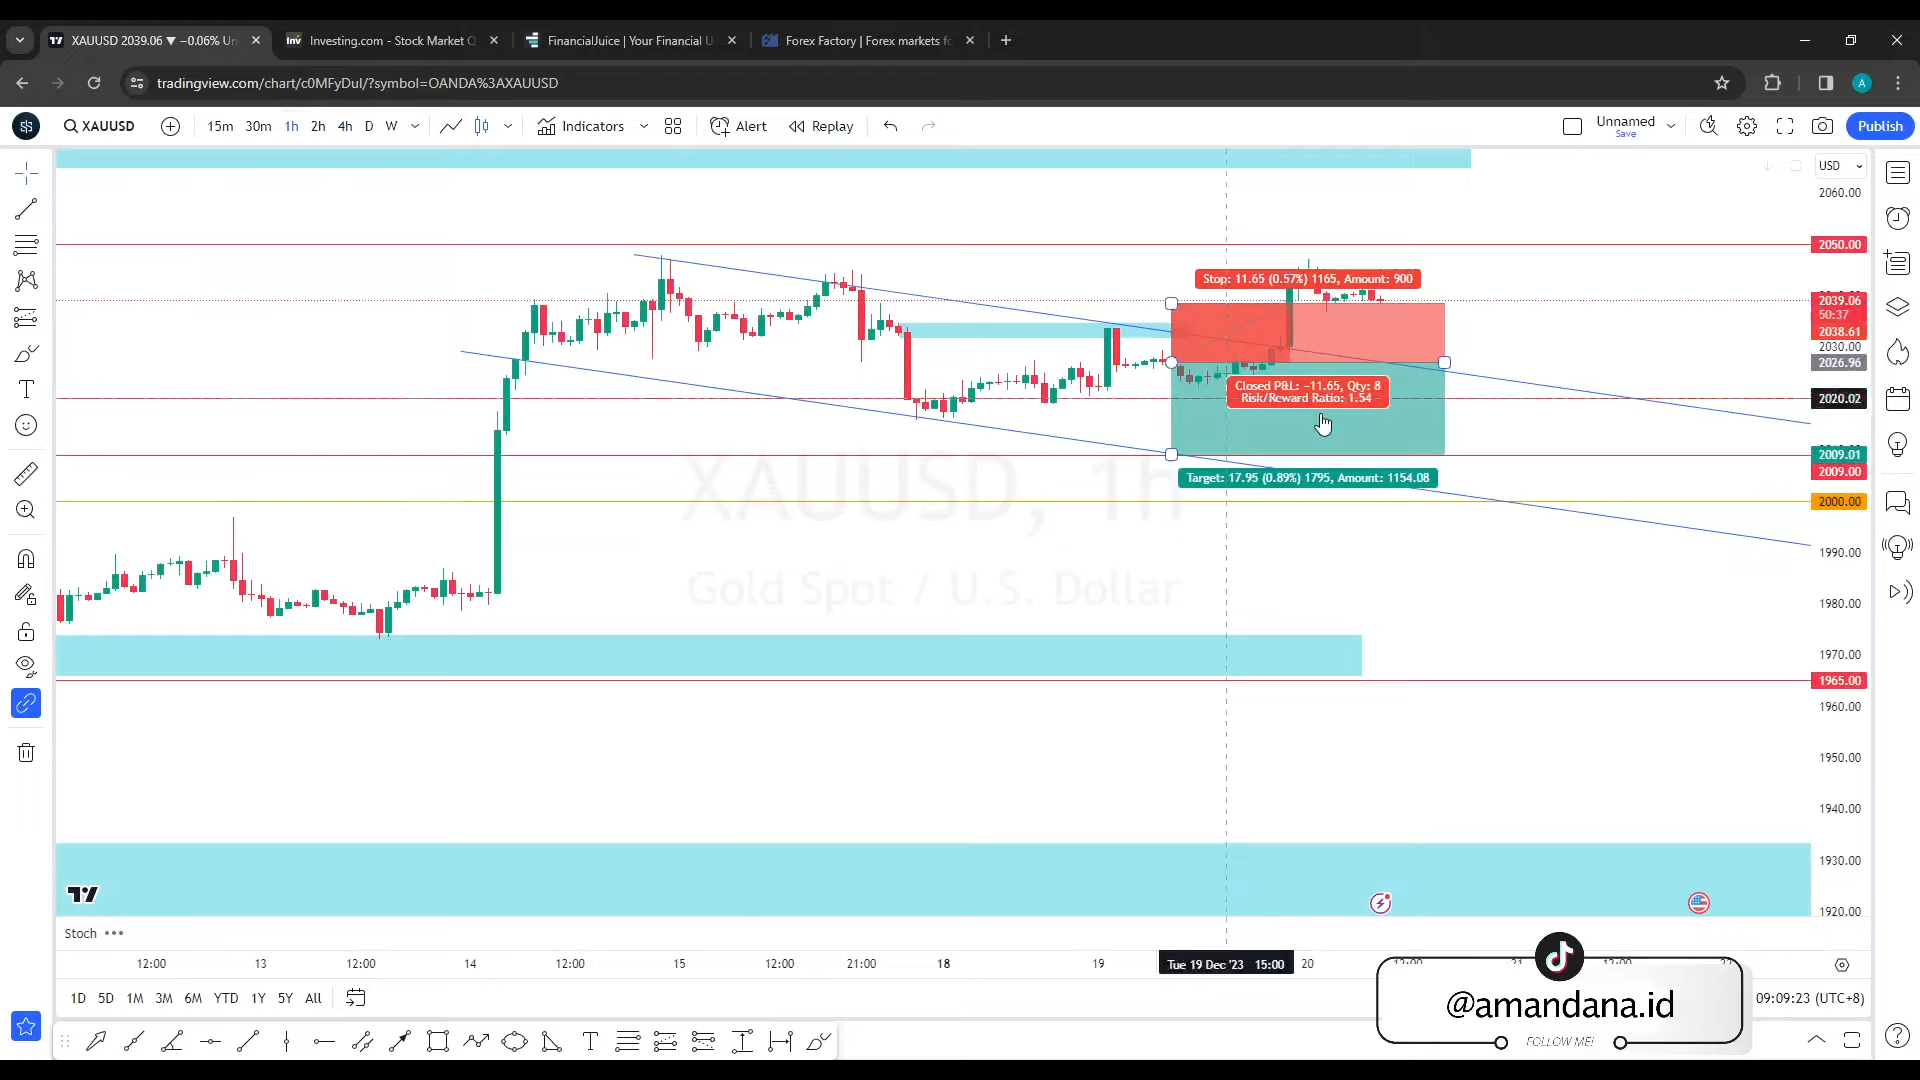 XAUUSD 2039.06 ▼ −0.06% Un
Investing.com - Stock Market Q
FinancialJuice | Your Financial U
Forex Factory | Forex markets fo
tradingview.com/chart/c0MFyDuI/?symbol=OANDA%3AXAUUSD
A
XAUUSD
15m 30m 1h 2h 4h D W
Indicators
Alert
Replay
Unnamed
Save
Publish
USD
2060.00
2050.00
2039.06
50:37
2038.61
2030.00
2026.96
2020.02
2009.01
2009.00
2000.00
1990.00
1980.00
1970.00
1965.00
1960.00
1950.00
1940.00
1930.00
1920.00
Stop: 11.65 (0.57%) 1165, Amount: 900
Closed P&L: −11.65, Qty: 8
Risk/Reward Ratio: 1.54
Target: 17.95 (0.89%) 1795, Amount: 1154.08
XAUUSD, 1h
Gold Spot / U.S. Dollar
Stoch
12:00 13 12:00 14 12:00 15 12:00 21:00 18 19 Tue 19 Dec '23 15:00 20
1D 5D 1M 3M 6M YTD 1Y 5Y All
09:09:23 (UTC+8)
@amandana.id
FOLLOW ME!